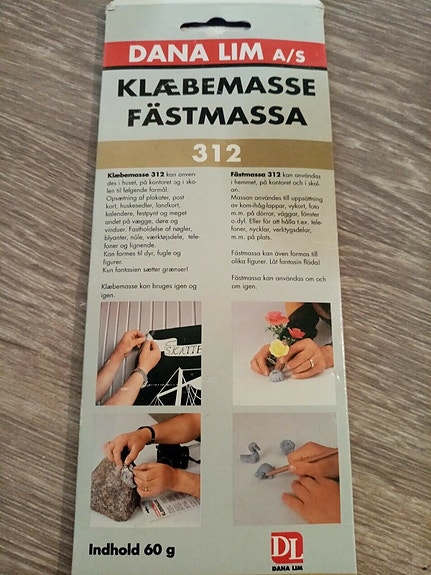 DANA LIM A/S
KLÆBEMASSE
FÄSTMASSA
312
Klæbemasse 312 kan anven-
des i huset, på kontoret og i sko-
len til følgende formål:
Opsætning af plakater, post
kort, huskesedler, landkort,
kalendere, festpynt og meget
andet på vægge, døre og
vinduer. Fastholdelse af nøgler,
blyanter, nåle, værktøjsdele, tele-
foner og lignende.
Kan formes til dyr, fugle og
figurer.
Kun fantasien sætter grænser!
Klæbemasse kan bruges igen og
igen.
Fästmassa 312 kan användas
i hemmet, på kontoret och i skol-
an.
Massan användes till uppsättning
av kom-ihåg-lappar, vykort, foto
m.m. på dörrar, väggar, fönster
o.dyl. Eller för att hålla t.ex. tele-
foner, nycklar, verktygsdelar,
m.m. på plats.
Fästmassa kan även formas till
olika figurer. Låt fantasin flöda!
Fästmassa kan användas om och
om igen.
SKATTE
Indhold 60 g
DL
DANA LIM